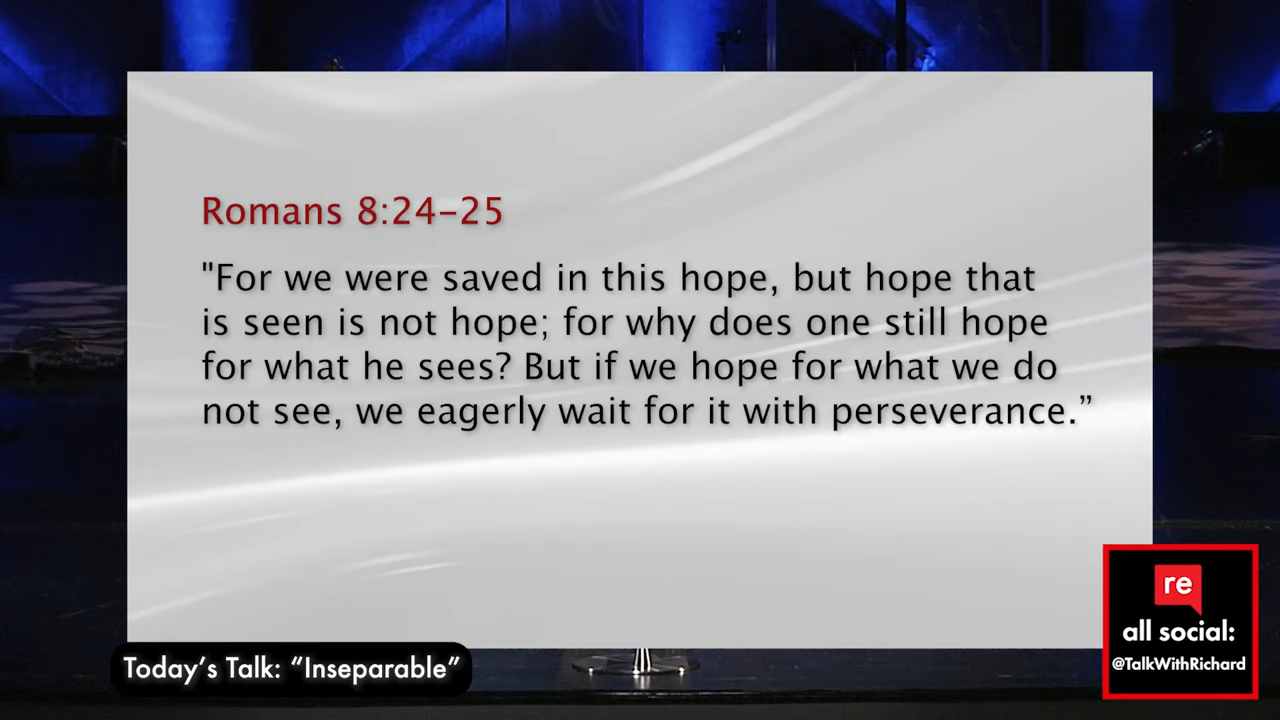 Romans 8:24–25
"For we were saved in this hope, but hope that
is seen is not hope; for why does one still hope
for what he sees? But if we hope for what we do
not see, we eagerly wait for it with perseverance.”
Today’s Talk: “Inseparable”
re
all social:
@TalkWithRichard